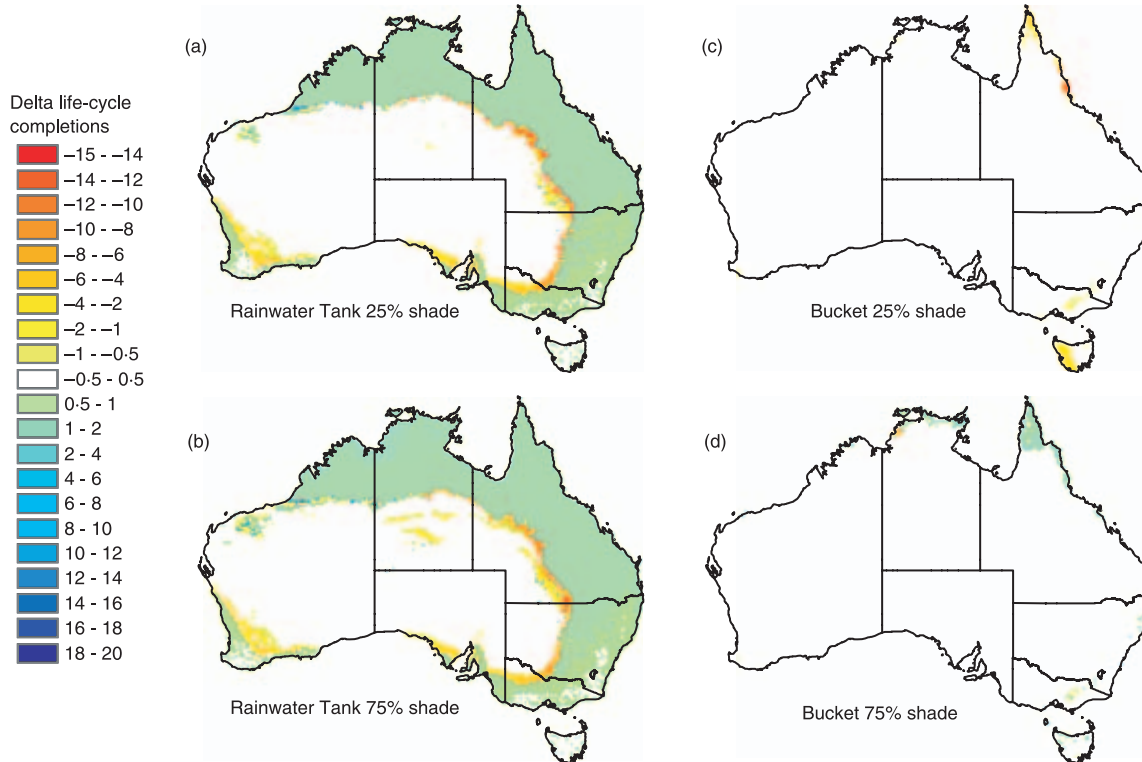 Delta life-cycle
completions
−15 - −14
−14 - −12
−12 - −10
−10 - −8
−8 - −6
−6 - −4
−4 - −2
−2 - −1
−1 - −0.5
−0.5 - 0·5
0·5 - 1
1 - 2
2 - 4
4 - 6
6 - 8
8 - 10
10 - 12
12 - 14
14 - 16
16 - 18
18 - 20
(a)
Rainwater Tank 25% shade
(c)
Bucket 25% shade
(b)
Rainwater Tank 75% shade
(d)
Bucket 75% shade